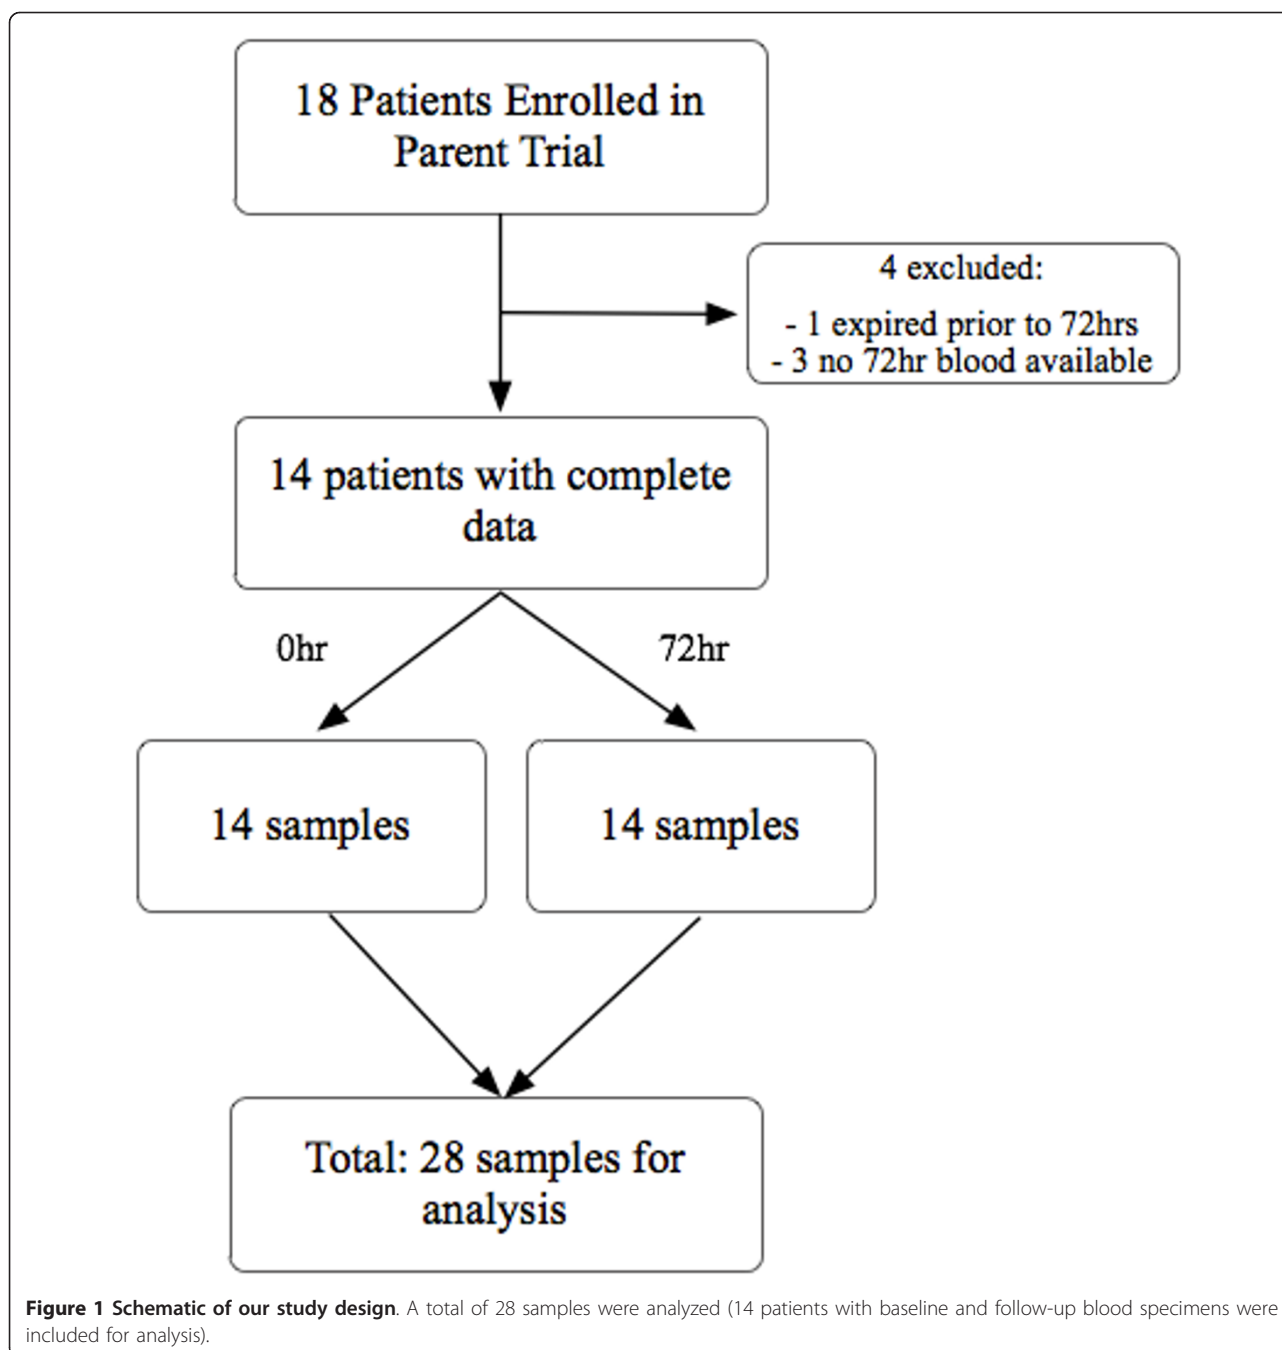 18 Patients Enrolled in
Parent Trial
4 excluded:
- 1 expired prior to 72hrs
- 3 no 72hr blood available
14 patients with complete
data
0hr
72hr
14 samples
14 samples
Total: 28 samples for
analysis
Figure 1 Schematic of our study design. A total of 28 samples were analyzed (14 patients with baseline and follow-up blood specimens were
included for analysis).